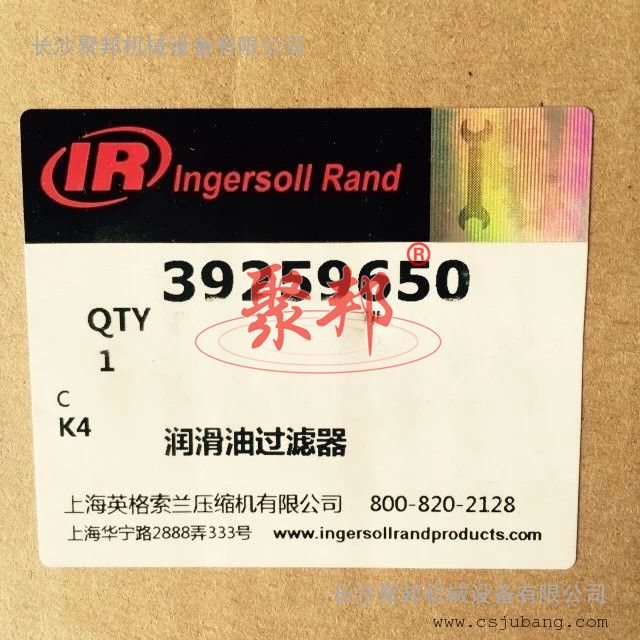 长沙聚邦机械设备有限公司
IR Ingersoll Rand
39259650
聚邦®
QTY
1
C
K4
润滑油过滤器
上海英格索兰压缩机有限公司 800-820-2128
上海华宁路2888弄333号 www.ingersollrandproducts.com
长沙聚邦机械设备有限公司
www.csjubang.com